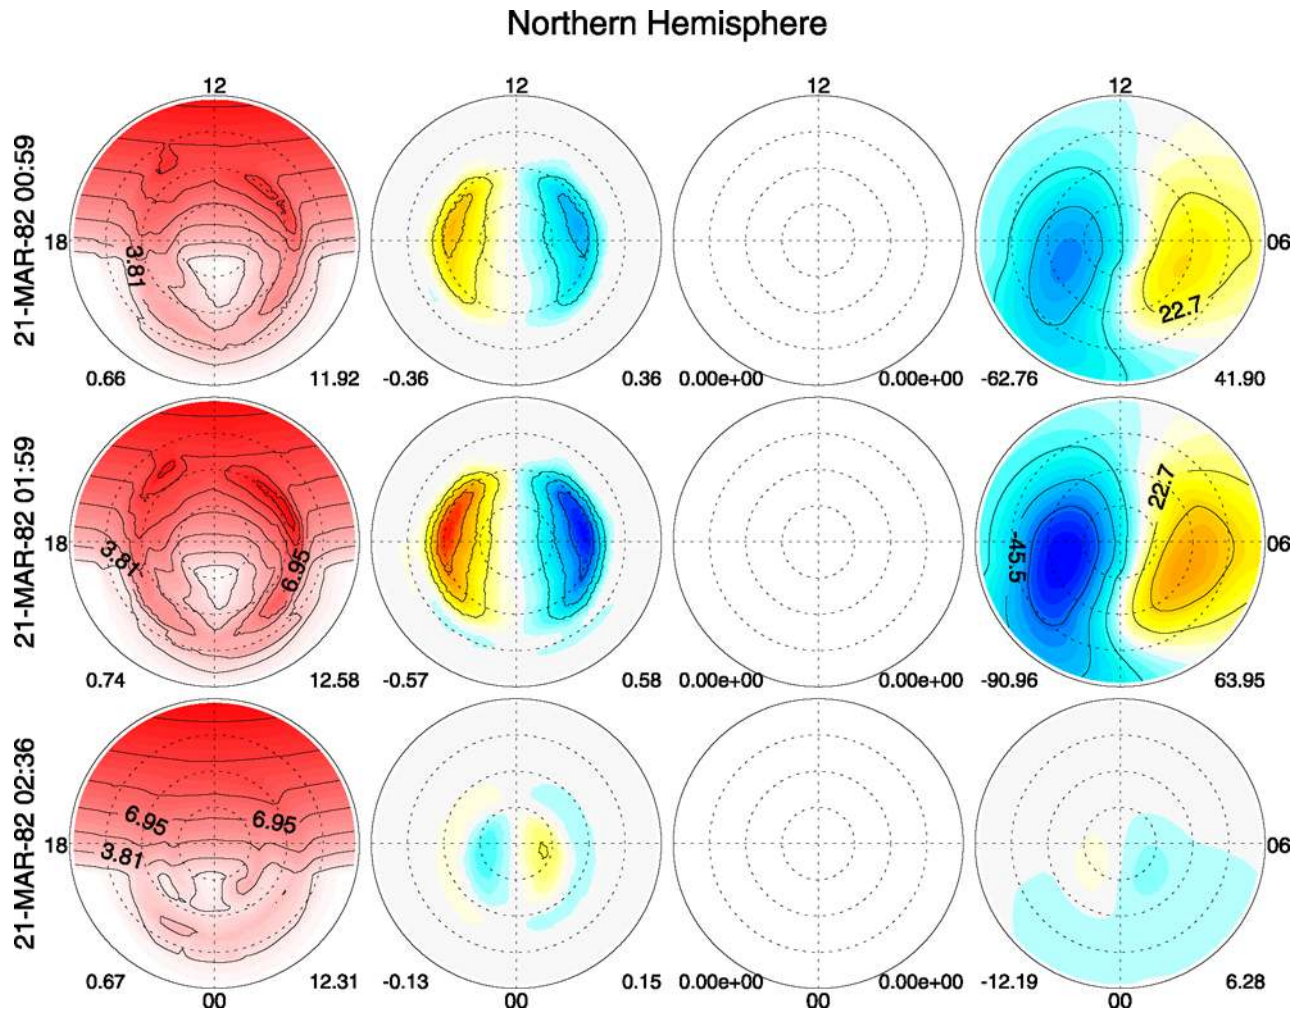 Northern Hemisphere
12 12 12 12
21-MAR-82 00:59
18 06
3.81
22.7
0.66 11.92 -0.36 0.36 0.00e+00 0.00e+00 -62.76 41.90
21-MAR-82 01:59
18 06
3.81 6.95
-45.5 22.7
0.74 12.58 -0.57 0.58 0.00e+00 0.00e+00 -90.96 63.95
21-MAR-82 02:36
6.95 6.95
18 06
3.81
0.67 12.31 -0.13 0.15 0.00e+00 0.00e+00 -12.19 6.28
00 00 00 00